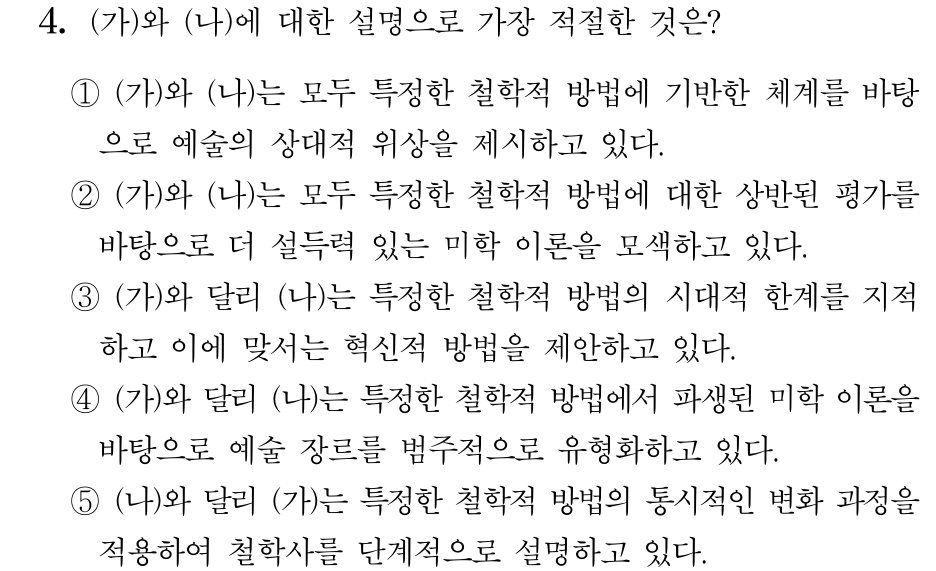 4. (가)와 (나)에 대한 설명으로 가장 적절한 것은?
① (가)와 (나)는 모두 특정한 철학적 방법에 기반한 체계를 바탕
으로 예술의 상대적 위상을 제시하고 있다.
② (가)와 (나)는 모두 특정한 철학적 방법에 대한 상반된 평가를
바탕으로 더 설득력 있는 미학 이론을 모색하고 있다.
③ (가)와 달리 (나)는 특정한 철학적 방법의 시대적 한계를 지적
하고 이에 맞서는 혁신적 방법을 제안하고 있다.
④ (가)와 달리 (나)는 특정한 철학적 방법에서 파생된 미학 이론을
바탕으로 예술 장르를 범주적으로 유형화하고 있다.
⑤ (나)와 달리 (가)는 특정한 철학적 방법의 통시적인 변화 과정을
적용하여 철학사를 단계적으로 설명하고 있다.